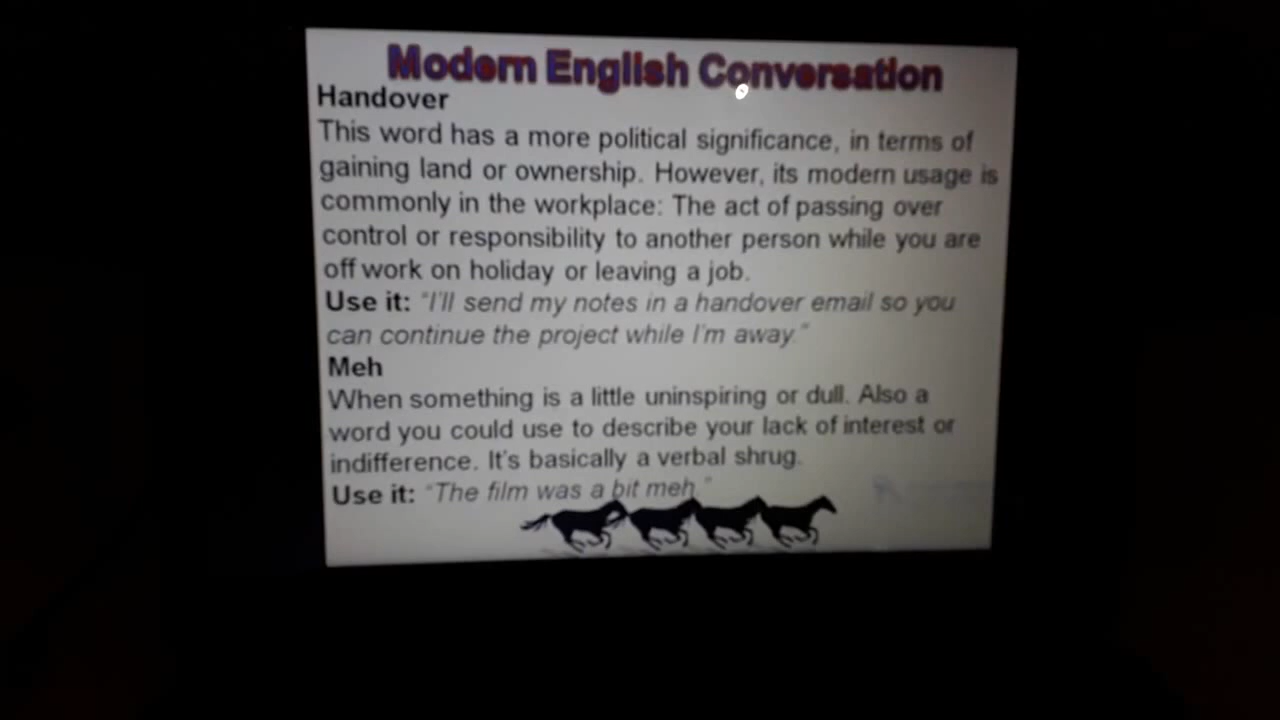 Modern English Conversation
Handover
This word has a more political significance, in terms of
gaining land or ownership. However, its modern usage is
commonly in the workplace: The act of passing over
control or responsibility to another person while you are
off work on holiday or leaving a job.
Use it: “I’ll send my notes in a handover email so you
can continue the project while I’m away.”
Meh
When something is a little uninspiring or dull. Also a
word you could use to describe your lack of interest or
indifference. It’s basically a verbal shrug.
Use it: “The film was a bit meh.”